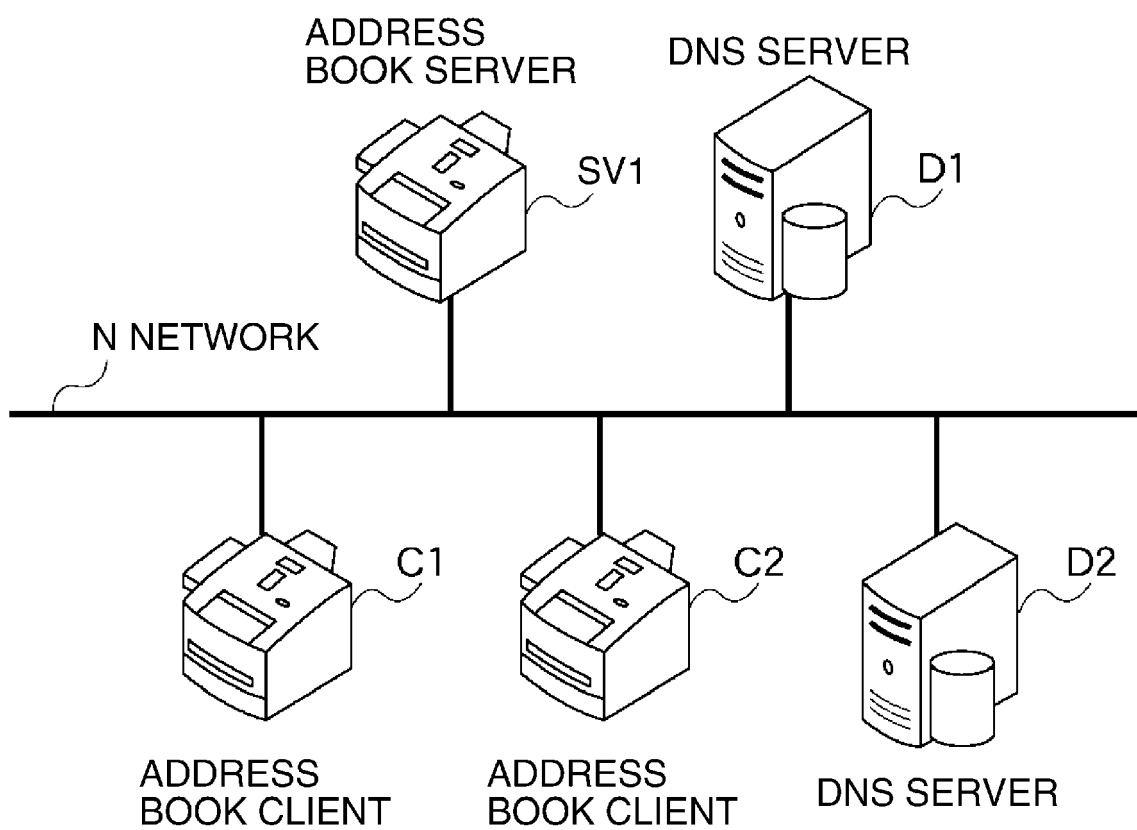 ADDRESS
BOOK SERVER
DNS SERVER
SV1
D1
N NETWORK
C1
C2
D2
ADDRESS
BOOK CLIENT
ADDRESS
BOOK CLIENT
DNS SERVER